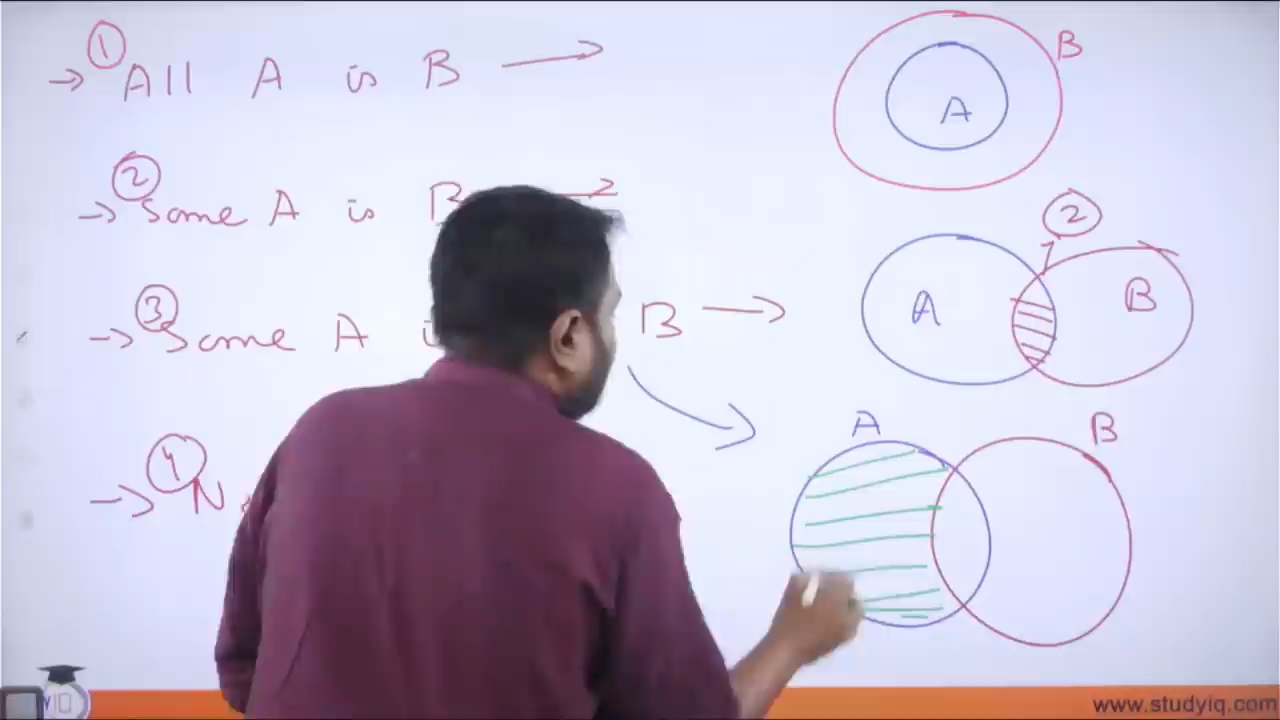 ① All A is B →
A B
→ ② Some A is B →
② A B
→ ③ Some A B →
A B
→ ④
www.studyiq.com